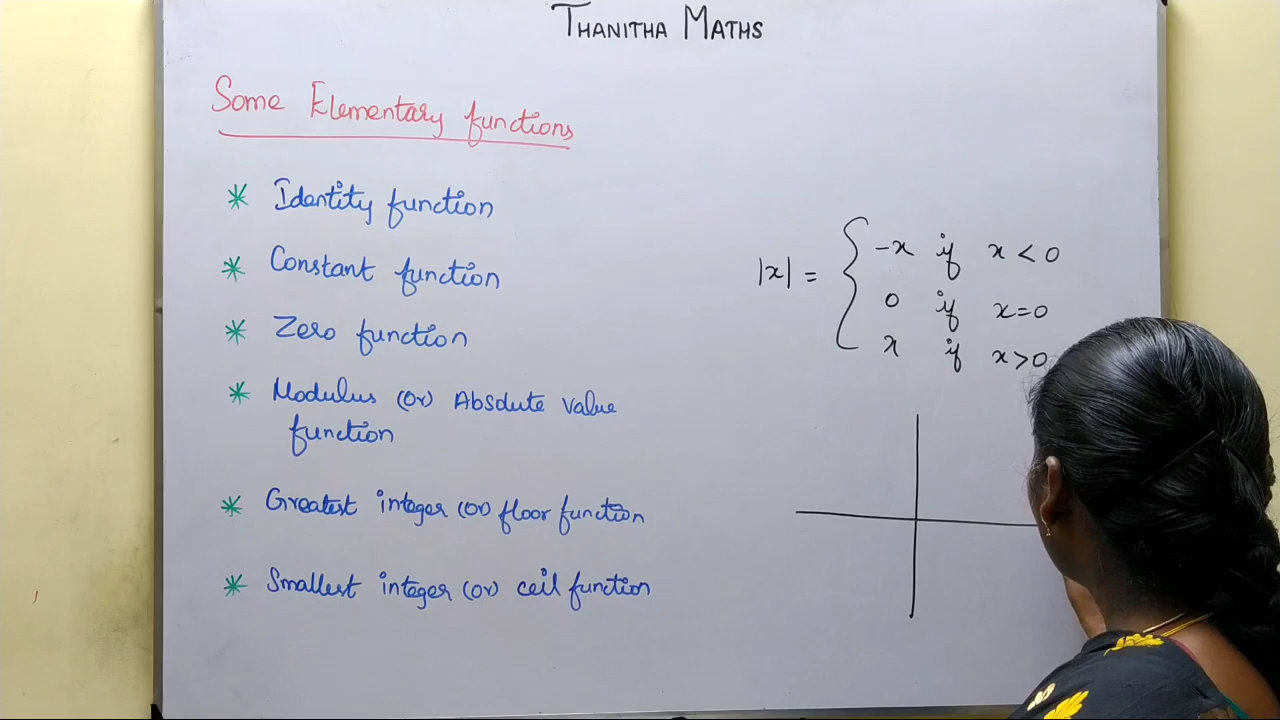 THANITHA MATHS
Some Elementary functions
* Identity function
* Constant function
* Zero function
* Modulus (or) Absolute value
function
* Greatest integer (or) floor function
* Smallest integer (or) ceil function
-x if x < 0
|x| = 0 if x=0
x if x>0